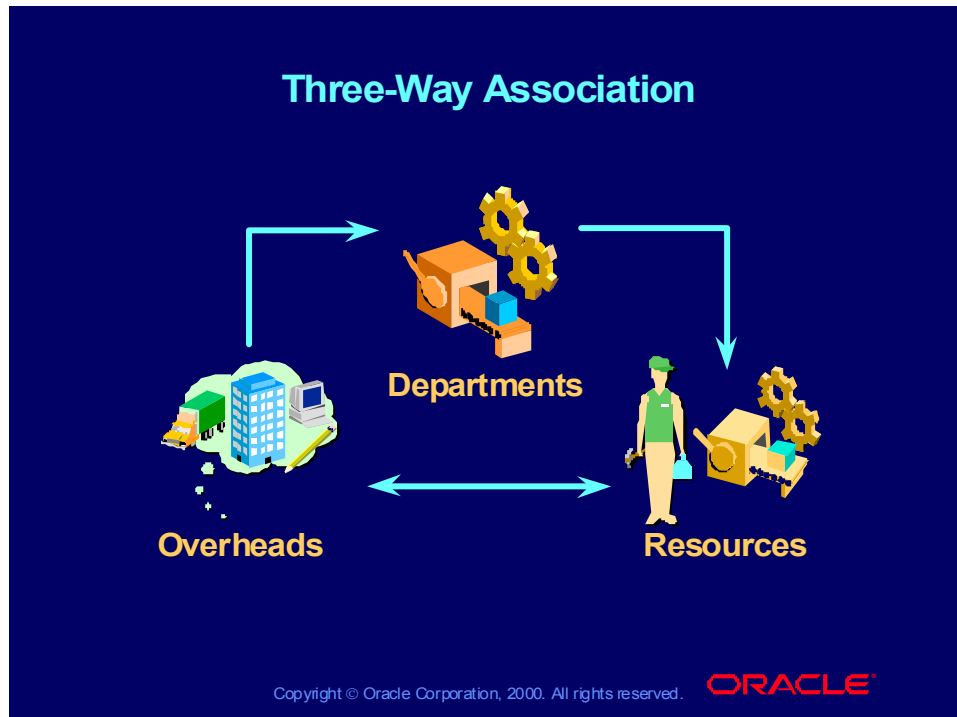 Three-Way Association
Departments
Overheads
Resources
Copyright © Oracle Corporation, 2000. All rights reserved.
ORACLE®